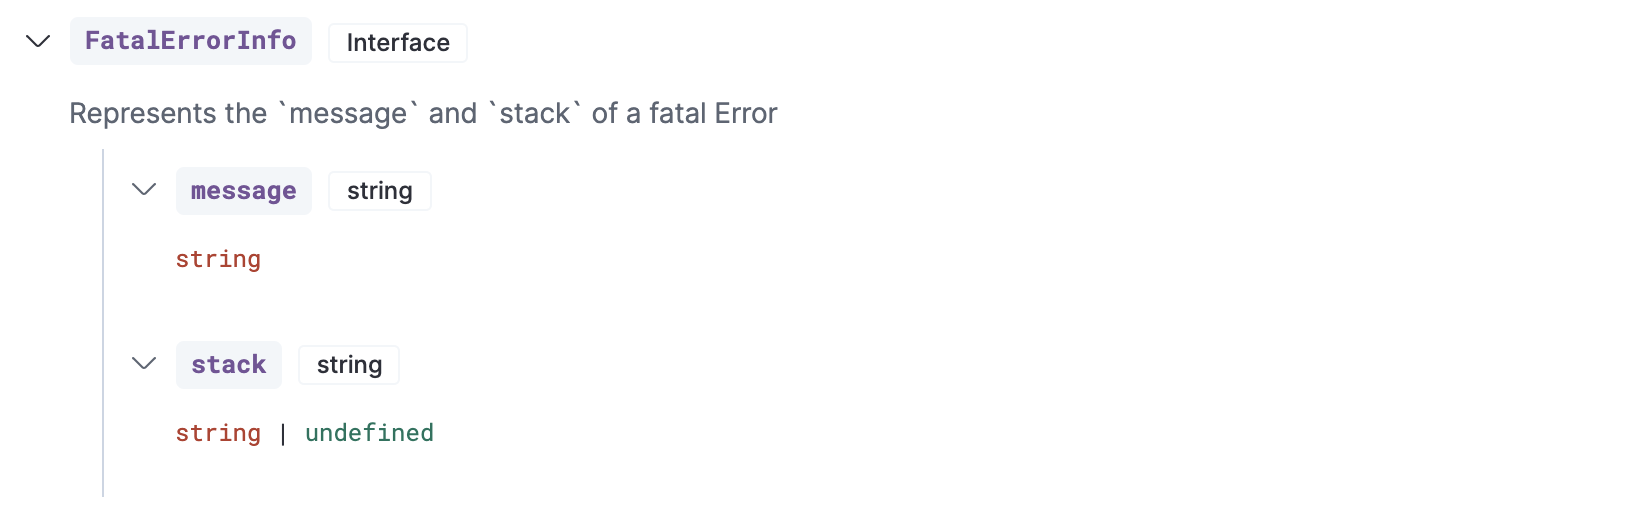 FatalErrorInfo Interface
Represents the `message` and `stack` of a fatal Error
message string
string
stack string
string | undefined